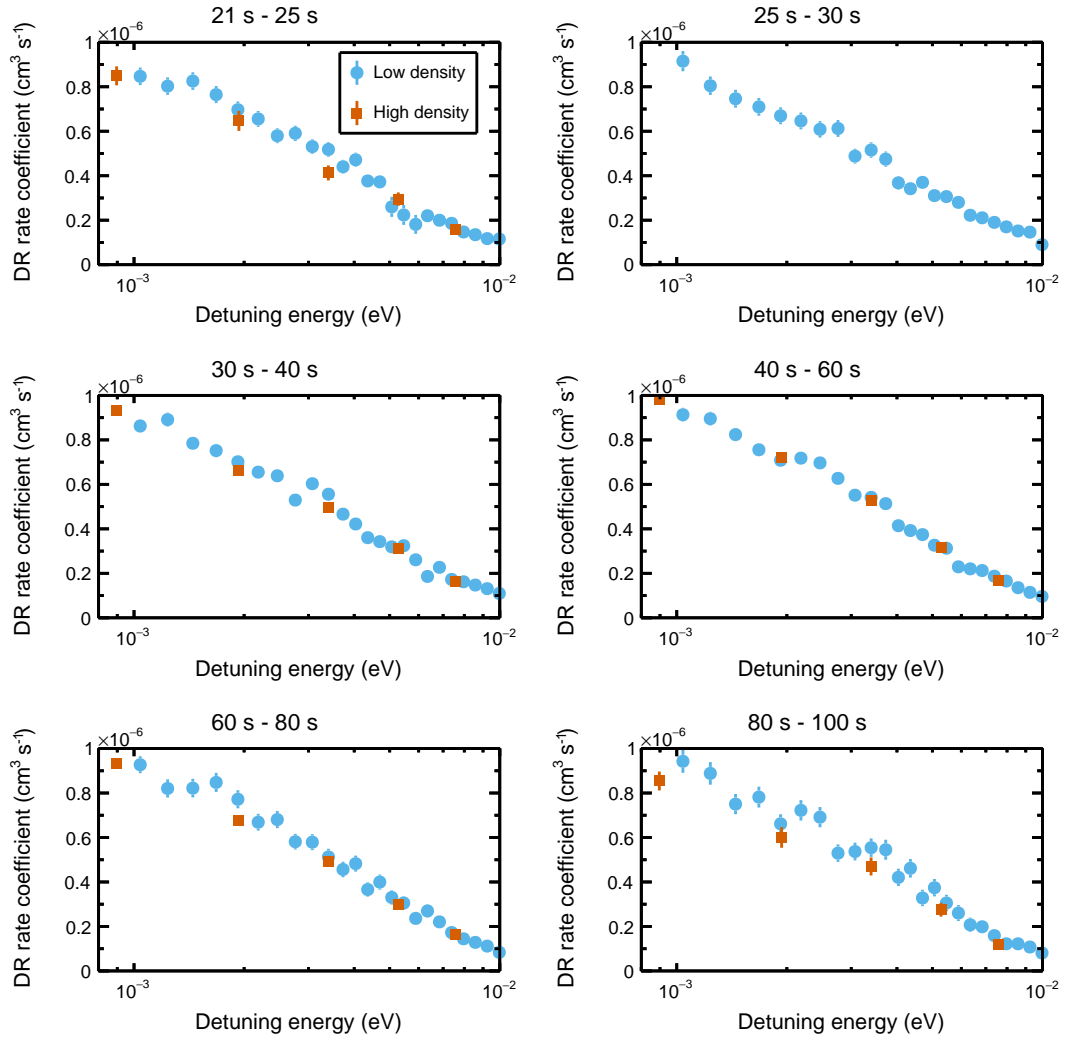 21 s - 25 s
×10⁻⁶
DR rate coefficient (cm³ s⁻¹)
1
0.8
0.6
0.4
0.2
0
Low density
High density
10⁻³
10⁻²
Detuning energy (eV)
25 s - 30 s
×10⁻⁶
DR rate coefficient (cm³ s⁻¹)
1
0.8
0.6
0.4
0.2
0
10⁻³
10⁻²
Detuning energy (eV)
30 s - 40 s
×10⁻⁶
DR rate coefficient (cm³ s⁻¹)
1
0.8
0.6
0.4
0.2
0
10⁻³
10⁻²
Detuning energy (eV)
40 s - 60 s
×10⁻⁶
DR rate coefficient (cm³ s⁻¹)
1
0.8
0.6
0.4
0.2
0
10⁻³
10⁻²
Detuning energy (eV)
60 s - 80 s
×10⁻⁶
DR rate coefficient (cm³ s⁻¹)
1
0.8
0.6
0.4
0.2
0
10⁻³
10⁻²
Detuning energy (eV)
80 s - 100 s
×10⁻⁶
DR rate coefficient (cm³ s⁻¹)
1
0.8
0.6
0.4
0.2
0
10⁻³
10⁻²
Detuning energy (eV)